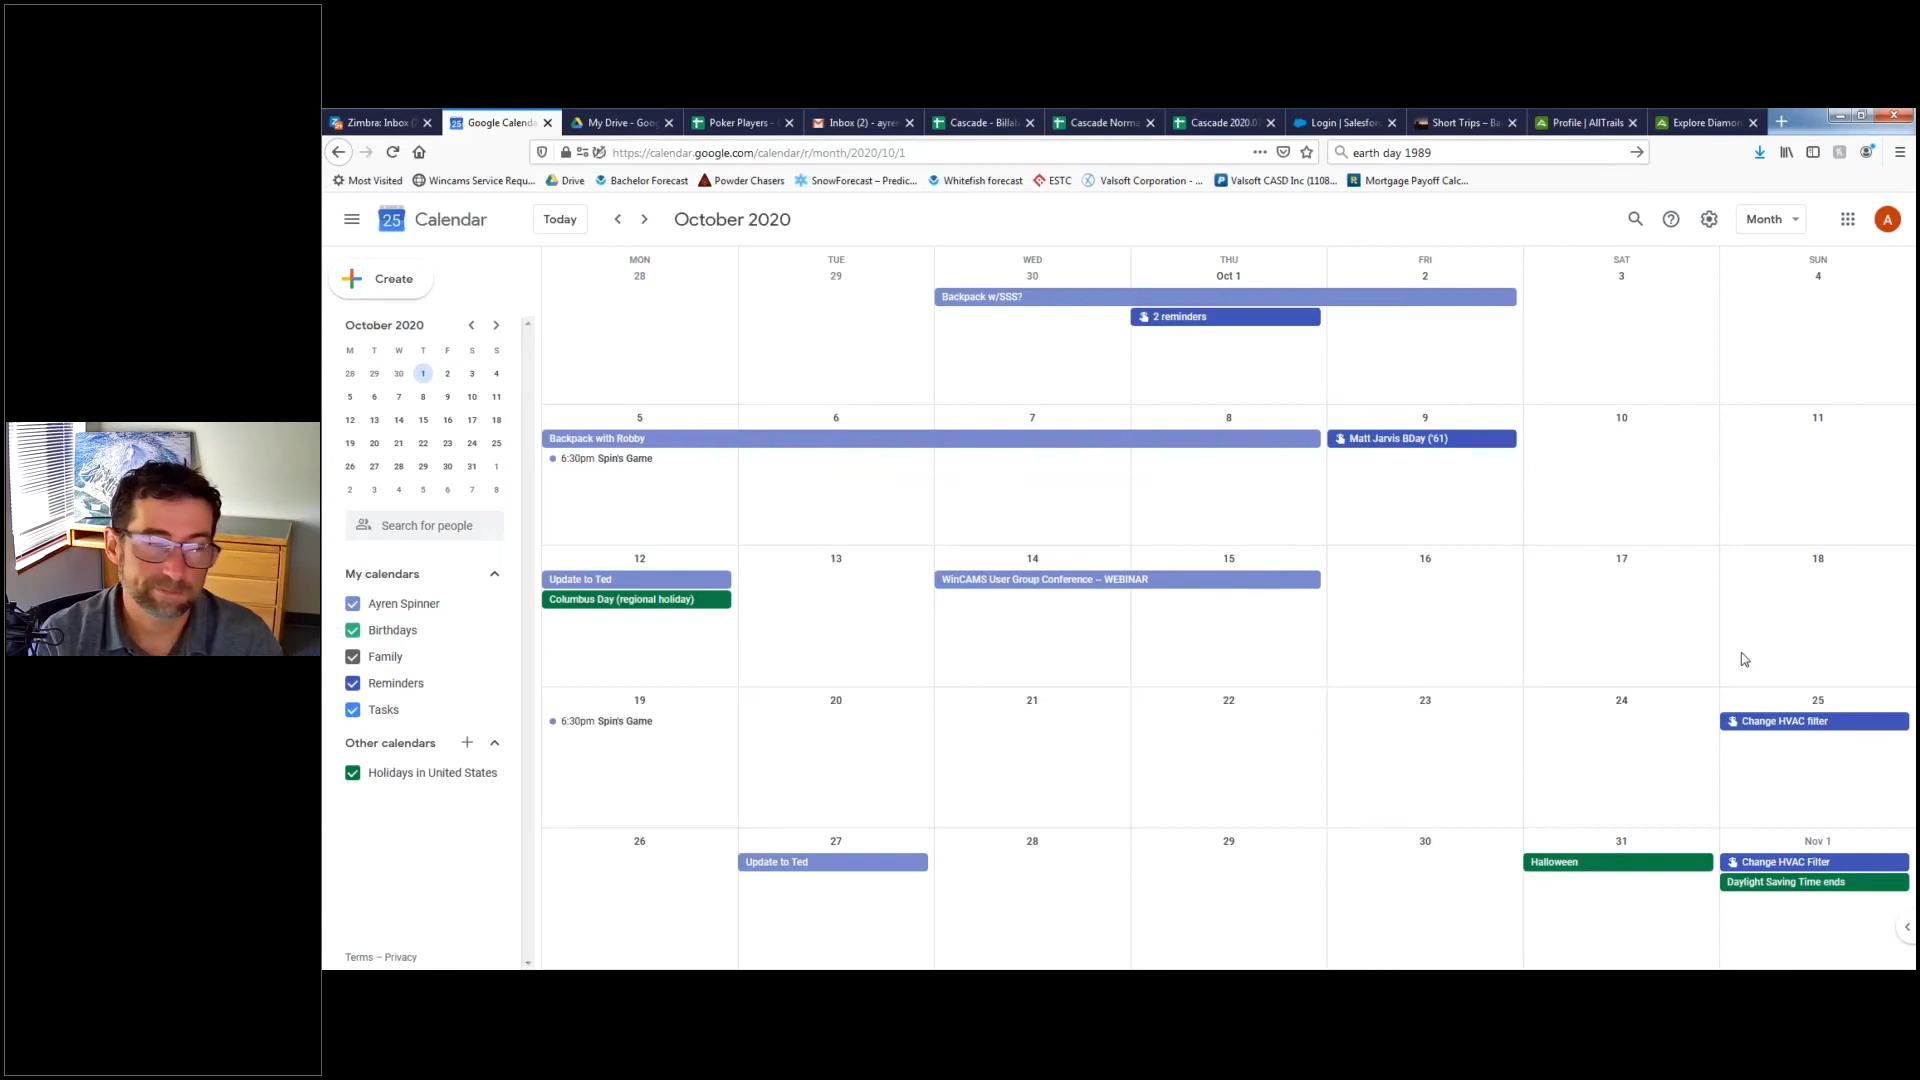 Zimbra: Inbox (
Google Calenda
My Drive - Goo
Poker Players -
Inbox (2) - ayre
Cascade - Billab
Cascade Norma
Cascade 2020.0
Login | Salesfor
Short Trips – Ba
Profile | AllTrails
Explore Diamon
https://calendar.google.com/calendar/r/month/2020/10/1
earth day 1989
Most Visited
Wincams Service Requ...
Drive
Bachelor Forecast
Powder Chasers
SnowForecast – Predic...
Whitefish forecast
ESTC
Valsoft Corporation - ...
Valsoft CASD Inc (1108...
Mortgage Payoff Calc...
25
Calendar
Today
October 2020
Month
A
Create
October 2020
M T W T F S S
28 29 30 1 2 3 4
5 6 7 8 9 10 11
12 13 14 15 16 17 18
19 20 21 22 23 24 25
26 27 28 29 30 31 1
2 3 4 5 6 7 8
Search for people
My calendars
Ayren Spinner
Birthdays
Family
Reminders
Tasks
Other calendars
Holidays in United States
Terms – Privacy
MON TUE WED THU FRI SAT SUN
28 29 30 Oct 1 2 3 4
Backpack w/SSS?
2 reminders
5 6 7 8 9 10 11
Backpack with Robby
Matt Jarvis BDay ('61)
6:30pm Spin's Game
12 13 14 15 16 17 18
Update to Ted
WinCAMS User Group Conference -- WEBINAR
Columbus Day (regional holiday)
19 20 21 22 23 24 25
6:30pm Spin's Game
Change HVAC filter
26 27 28 29 30 31 Nov 1
Update to Ted
Halloween
Change HVAC Filter
Daylight Saving Time ends